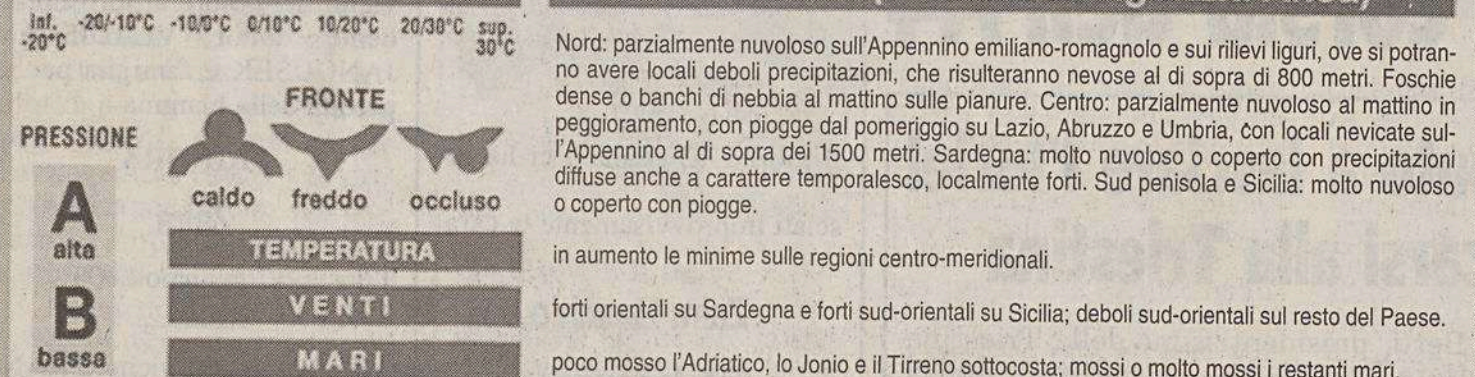 inf. -20°C -20/-10°C -10/0°C 0/10°C 10/20°C 20/30°C sup. 30°C
PRESSIONE
A
alta
B
bassa
FRONTE
caldo freddo occluso
Nord: parzialmente nuvoloso sull'Appennino emiliano-romagnolo e sui rilievi liguri, ove si potran-
no avere locali deboli precipitazioni, che risulteranno nevose al di sopra di 800 metri. Foschie
dense o banchi di nebbia al mattino sulle pianure. Centro: parzialmente nuvoloso al mattino in
peggioramento, con piogge dal pomeriggio su Lazio, Abruzzo e Umbria, con locali nevicate sul-
l'Appennino al di sopra dei 1500 metri. Sardegna: molto nuvoloso o coperto con precipitazioni
diffuse anche a carattere temporalesco, localmente forti. Sud penisola e Sicilia: molto nuvoloso
o coperto con piogge.
TEMPERATURA
in aumento le minime sulle regioni centro-meridionali.
VENTI
forti orientali su Sardegna e forti sud-orientali su Sicilia; deboli sud-orientali sul resto del Paese.
MARI
poco mosso l'Adriatico, lo Jonio e il Tirreno sottocosta; mossi o molto mossi i restanti mari.